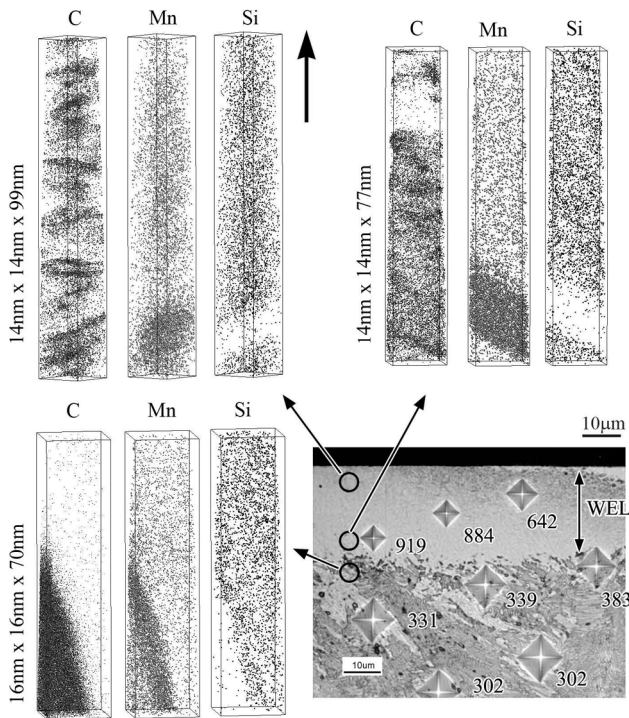 C Mn Si
14nm x 14nm x 99nm
C Mn Si
14nm x 14nm x 77nm
C Mn Si
16nm x 16nm x 70nm
10μm
WEL
642
884
919
383
339
331
302
302
10um